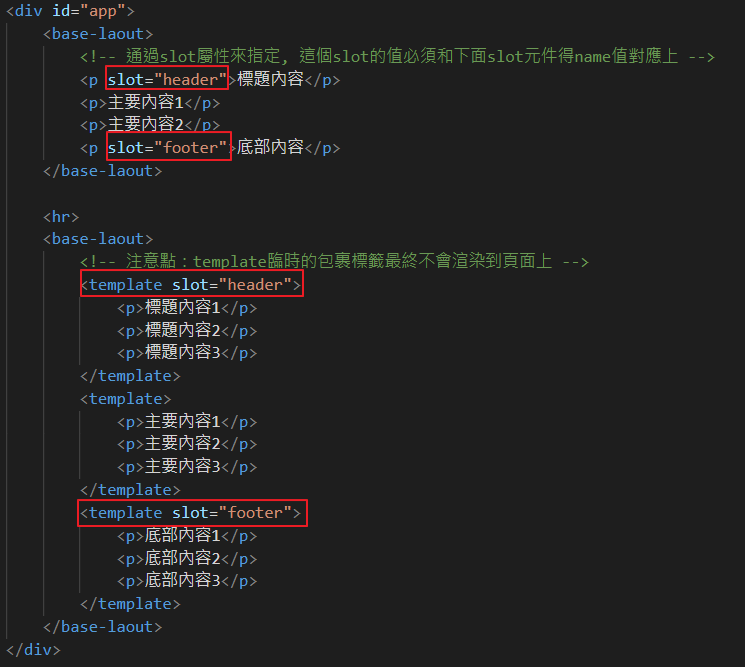 <div id="app">
<base-laout>
<!-- 通過slot屬性來指定, 這個slot的值必須和下面slot元件得name值對應上 -->
<p slot="header">標題內容</p>
<p>主要內容1</p>
<p>主要內容2</p>
<p slot="footer">底部內容</p>
</base-laout>
<hr>
<base-laout>
<!-- 注意點：template臨時的包裹標籤最終不會渲染到頁面上 -->
<template slot="header">
<p>標題內容1</p>
<p>標題內容2</p>
<p>標題內容3</p>
</template>
<template>
<p>主要內容1</p>
<p>主要內容2</p>
<p>主要內容3</p>
</template>
<template slot="footer">
<p>底部內容1</p>
<p>底部內容2</p>
<p>底部內容3</p>
</template>
</base-laout>
</div>